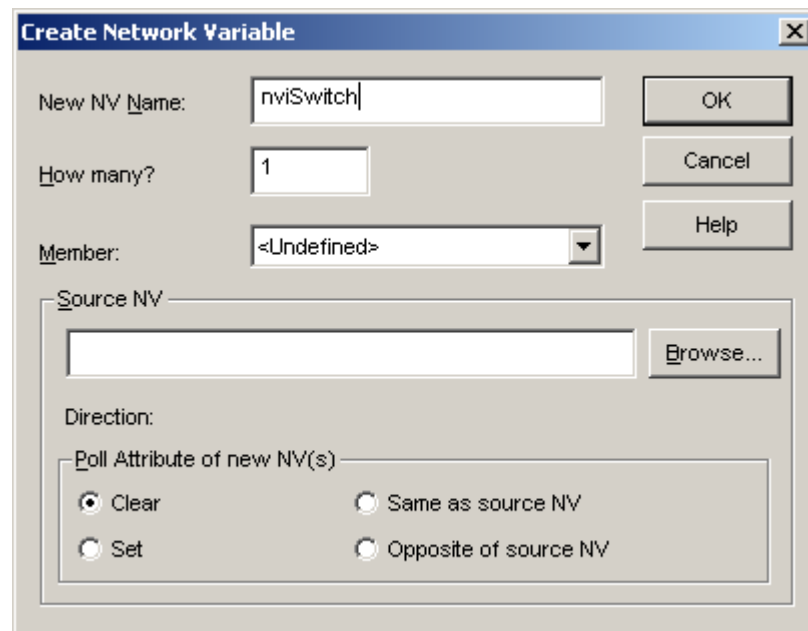 Create Network Variable
New NV Name: nviSwitch OK
How many? 1 Cancel
Member: <Undefined> Help
Source NV
Browse...
Direction:
Poll Attribute of new NV(s)
Clear Same as source NV
Set Opposite of source NV